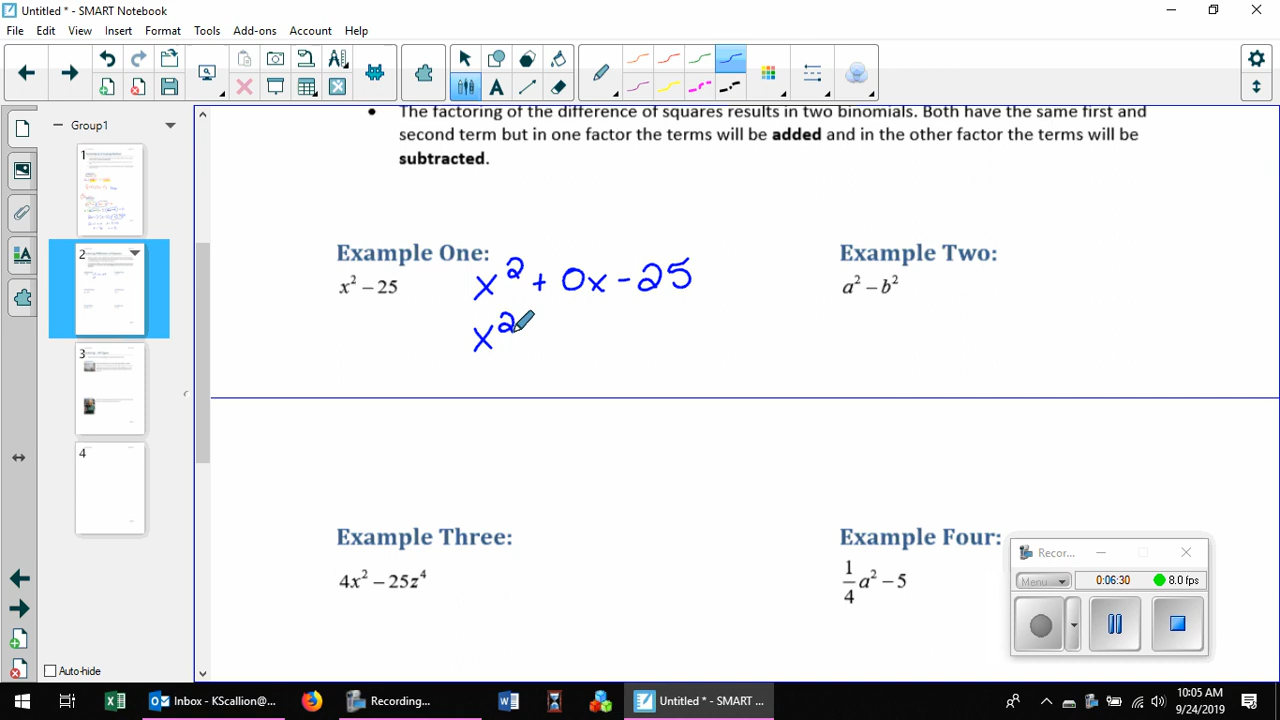 Untitled * - SMART Notebook
File Edit View Insert Format Tools Add-ons Account Help
Group1
1
2
3
4
Auto-hide
The factoring of the difference of squares results in two binomials. Both have the same first and
second term but in one factor the terms will be added and in the other factor the terms will be
subtracted.
Example One:
x² – 25
x² + 0x - 25
x²
Example Two:
a² – b²
Example Three:
4x² – 25z⁴
Example Four:
1/4 a² – 5
Recor...
Menu
0:06:30
8.0 fps
Inbox - KScallion@...
Recording...
Untitled * - SMART ...
10:05 AM
9/24/2019